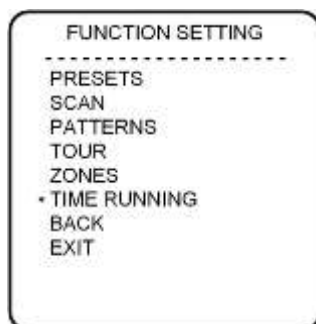 FUNCTION SETTING
- - - - - - - - - - - - - - - - - - - -
PRESETS
SCAN
PATTERNS
TOUR
ZONES
• TIME RUNNING
BACK
EXIT